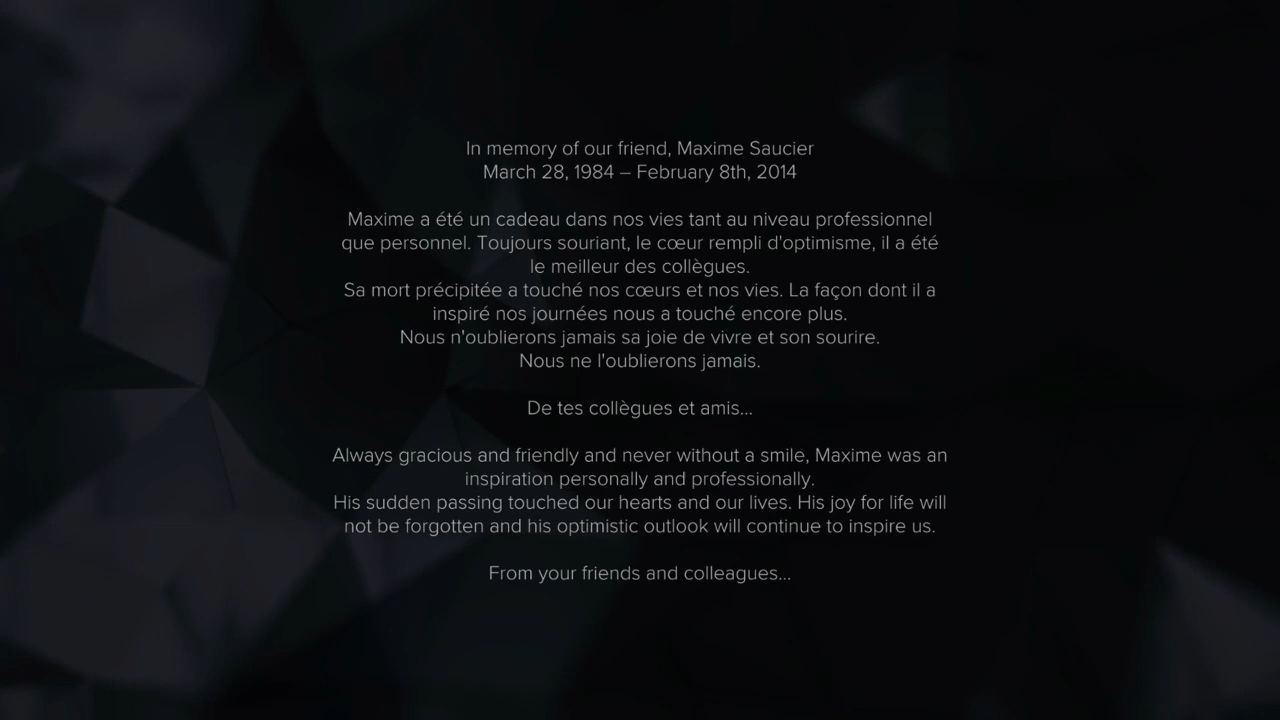 In memory of our friend, Maxime Saucier
March 28, 1984 – February 8th, 2014
Maxime a été un cadeau dans nos vies tant au niveau professionnel
que personnel. Toujours souriant, le cœur rempli d'optimisme, il a été
le meilleur des collègues.
Sa mort précipitée a touché nos cœurs et nos vies. La façon dont il a
inspiré nos journées nous a touché encore plus.
Nous n'oublierons jamais sa joie de vivre et son sourire.
Nous ne l'oublierons jamais.
De tes collègues et amis...
Always gracious and friendly and never without a smile, Maxime was an
inspiration personally and professionally.
His sudden passing touched our hearts and our lives. His joy for life will
not be forgotten and his optimistic outlook will continue to inspire us.
From your friends and colleagues...